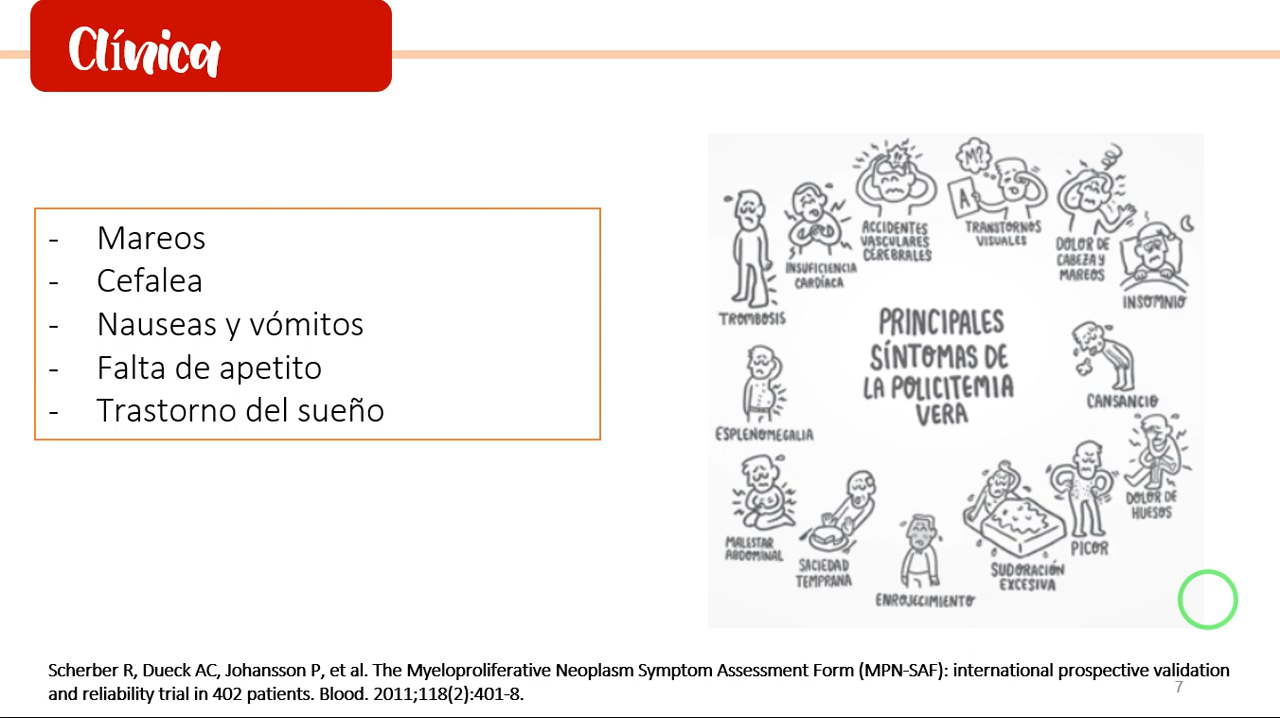 Clínica
- Mareos
- Cefalea
- Nauseas y vómitos
- Falta de apetito
- Trastorno del sueño
PRINCIPALES
SÍNTOMAS DE
LA POLICITEMIA
VERA
TROMBOSIS
INSUFICIENCIA
CARDÍACA
ACCIDENTES
VASCULARES
CEREBRALES
M?
A
TRANSTORNOS
VISUALES
DOLOR DE
CABEZA Y
MAREOS
INSOMNIO
CANSANCIO
DOLOR DE
HUESOS
PICOR
SUDORACIÓN
EXCESIVA
ENROJECIMIENTO
SACIEDAD
TEMPRANA
MALESTAR
ABDOMINAL
ESPLENOMEGALIA
Scherber R, Dueck AC, Johansson P, et al. The Myeloproliferative Neoplasm Symptom Assessment Form (MPN-SAF): international prospective validation
and reliability trial in 402 patients. Blood. 2011;118(2):401-8.
7